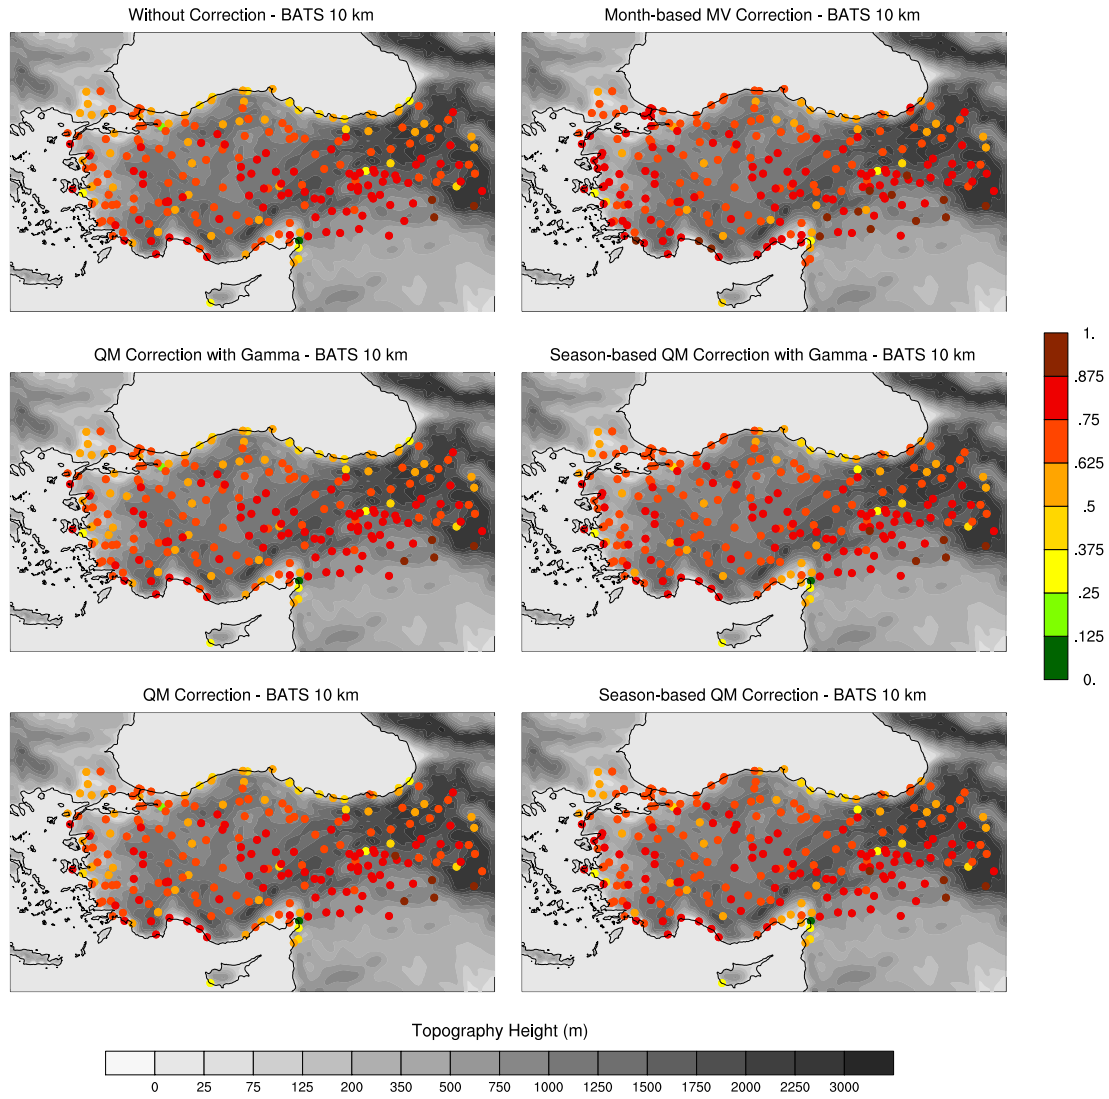 Without Correction - BATS 10 km
Month-based MV Correction - BATS 10 km
QM Correction with Gamma - BATS 10 km
Season-based QM Correction with Gamma - BATS 10 km
1.
.875
.75
.625
.5
.375
.25
.125
0.
QM Correction - BATS 10 km
Season-based QM Correction - BATS 10 km
Topography Height (m)
0 25 75 125 200 350 500 750 1000 1250 1500 1750 2000 2250 3000